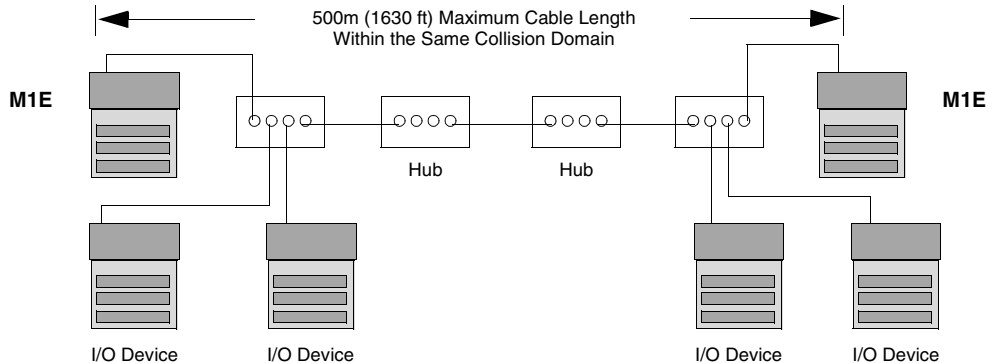 500m (1630 ft) Maximum Cable Length
Within the Same Collision Domain
M1E
M1E
Hub
Hub
I/O Device
I/O Device
I/O Device
I/O Device